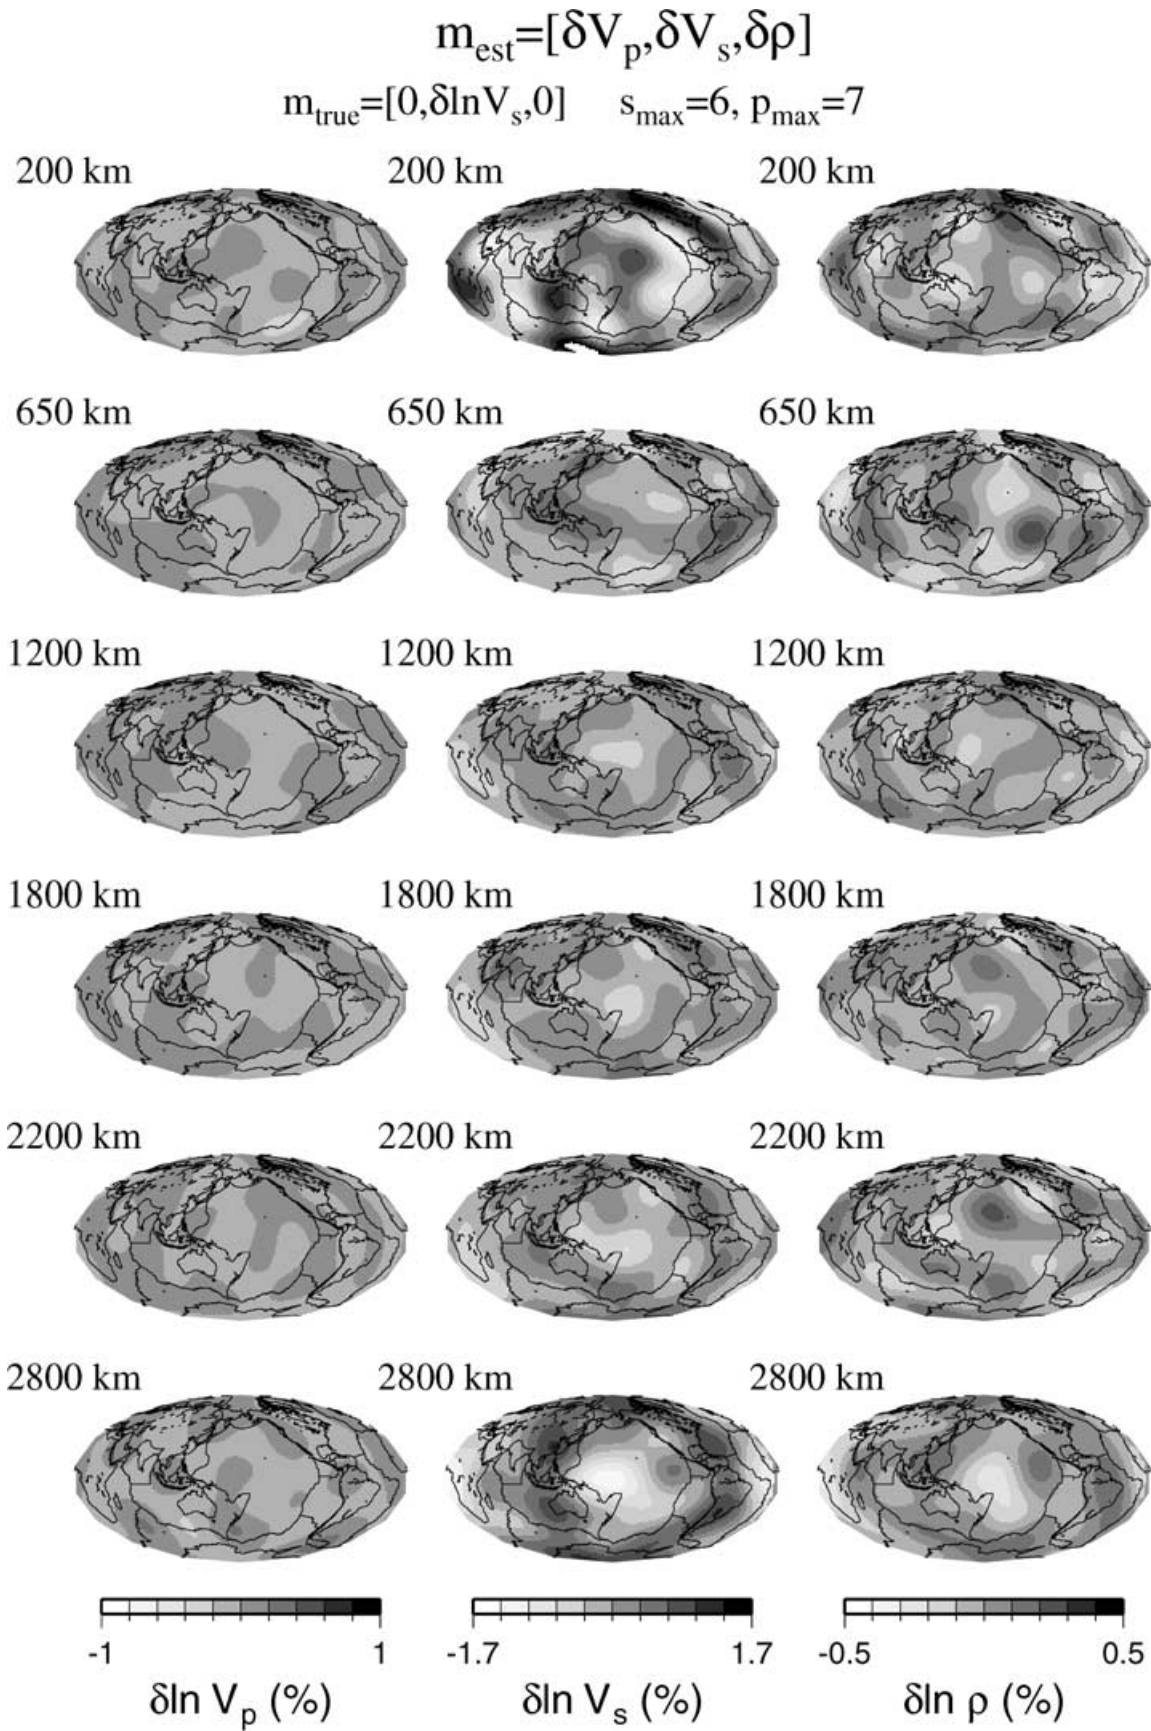 m_est=[δV_p,δV_s,δρ]
m_true=[0,δlnV_s,0] s_max=6, p_max=7
200 km 200 km 200 km
650 km 650 km 650 km
1200 km 1200 km 1200 km
1800 km 1800 km 1800 km
2200 km 2200 km 2200 km
2800 km 2800 km 2800 km
-1 1 -1.7 1.7 -0.5 0.5
δln V_p (%) δln V_s (%) δln ρ (%)